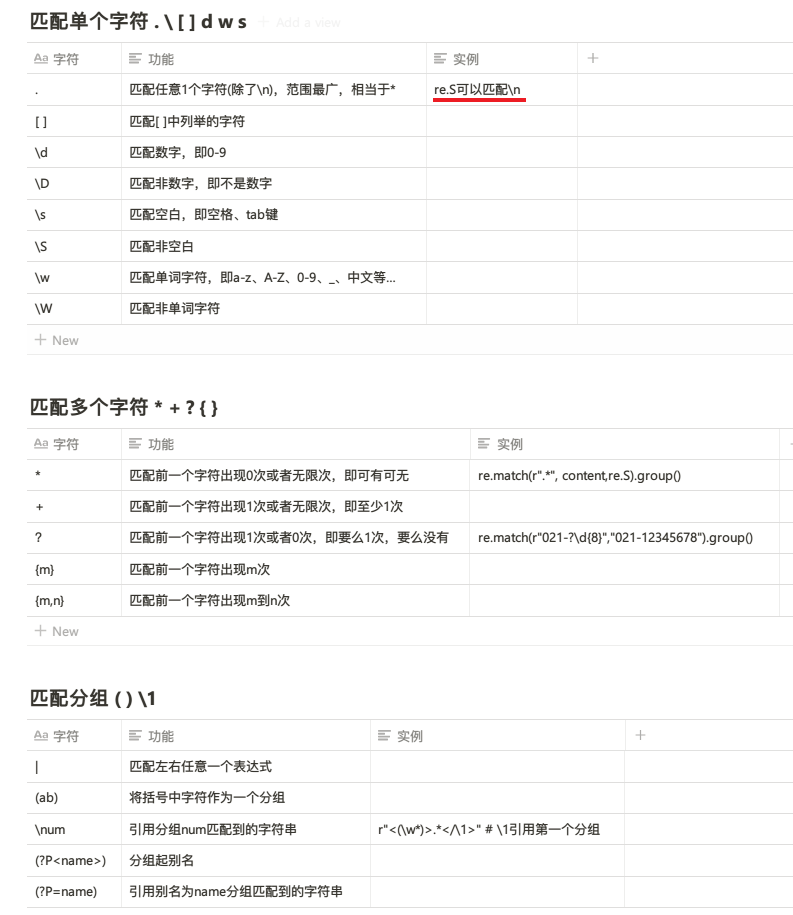 匹配单个字符 . \ [ ] d w s + Add a view
Aa 字符 功能 实例 +
. 匹配任意1个字符(除了\n)，范围最广，相当于* re.S可以匹配\n
[ ] 匹配[ ]中列举的字符
\d 匹配数字，即0-9
\D 匹配非数字，即不是数字
\s 匹配空白，即空格、tab键
\S 匹配非空白
\w 匹配单词字符，即a-z、A-Z、0-9、_、中文等...
\W 匹配非单词字符
+ New
匹配多个字符 * + ? { }
Aa 字符 功能 实例
* 匹配前一个字符出现0次或者无限次，即可有可无 re.match(r".*", content,re.S).group()
+ 匹配前一个字符出现1次或者无限次，即至少1次
? 匹配前一个字符出现1次或者0次，即要么1次，要么没有 re.match(r"021-?\d{8}","021-12345678").group()
{m} 匹配前一个字符出现m次
{m,n} 匹配前一个字符出现m到n次
+ New
匹配分组 ( ) \1
Aa 字符 功能 实例 +
| 匹配左右任意一个表达式
(ab) 将括号中字符作为一个分组
\num 引用分组num匹配到的字符串 r"<(\w*)>.*</\1>" # \1引用第一个分组
(?P<name>) 分组起别名
(?P=name) 引用别名为name分组匹配到的字符串